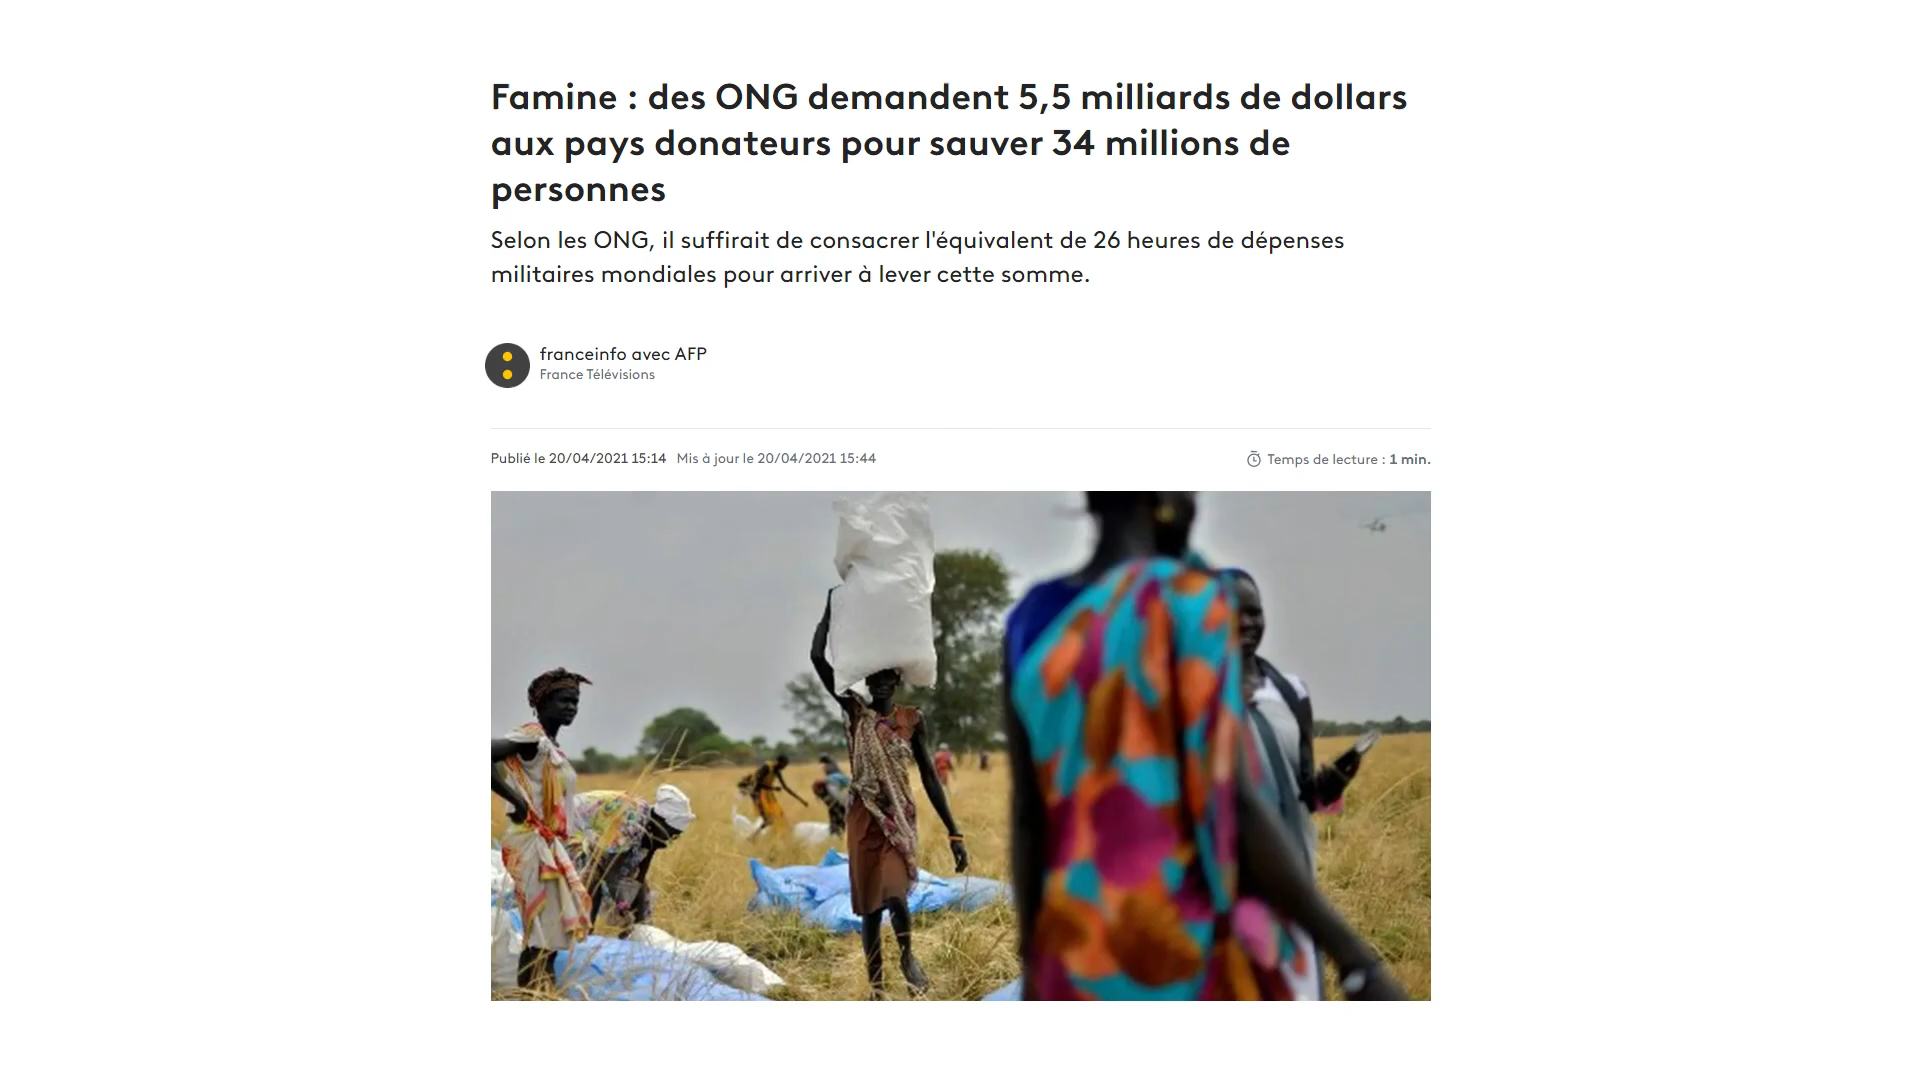 Famine : des ONG demandent 5,5 milliards de dollars
aux pays donateurs pour sauver 34 millions de
personnes
Selon les ONG, il suffirait de consacrer l'équivalent de 26 heures de dépenses
militaires mondiales pour arriver à lever cette somme.
franceinfo avec AFP
France Télévisions
Publié le 20/04/2021 15:14 Mis à jour le 20/04/2021 15:44
Temps de lecture : 1 min.